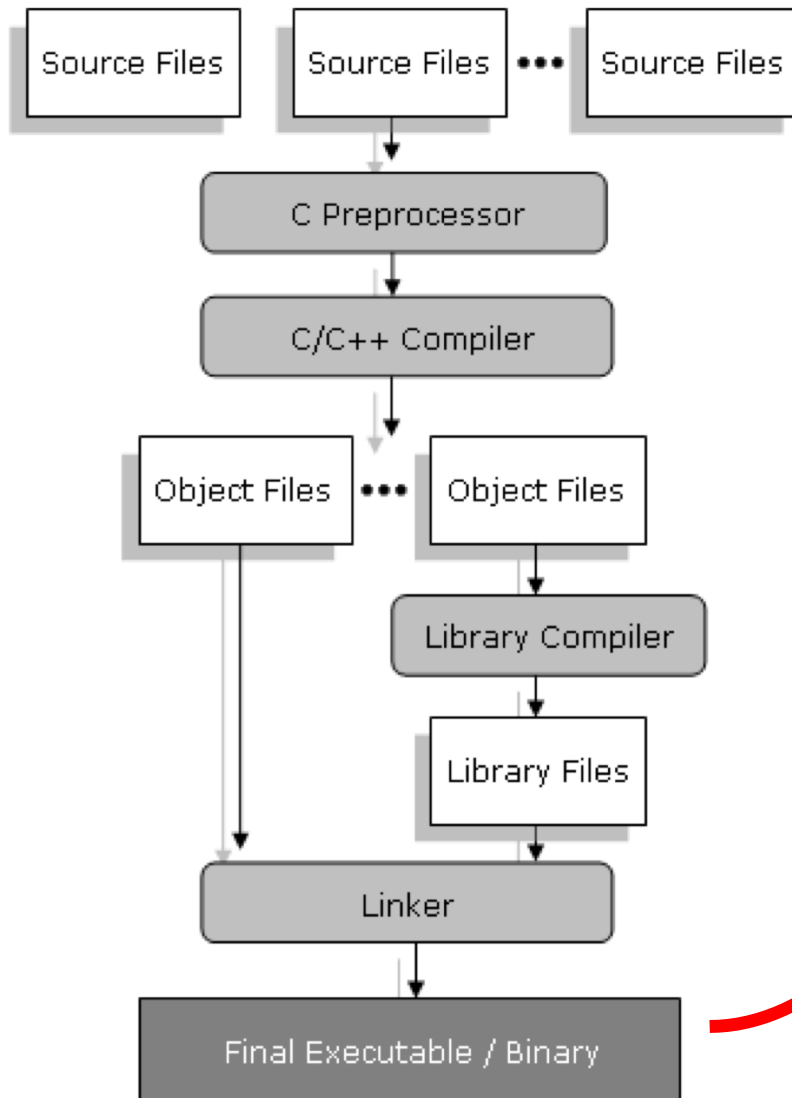 Source Files
Source Files
•••
Source Files
C Preprocessor
C/C++ Compiler
Object Files
•••
Object Files
Library Compiler
Library Files
Linker
Final Executable / Binary